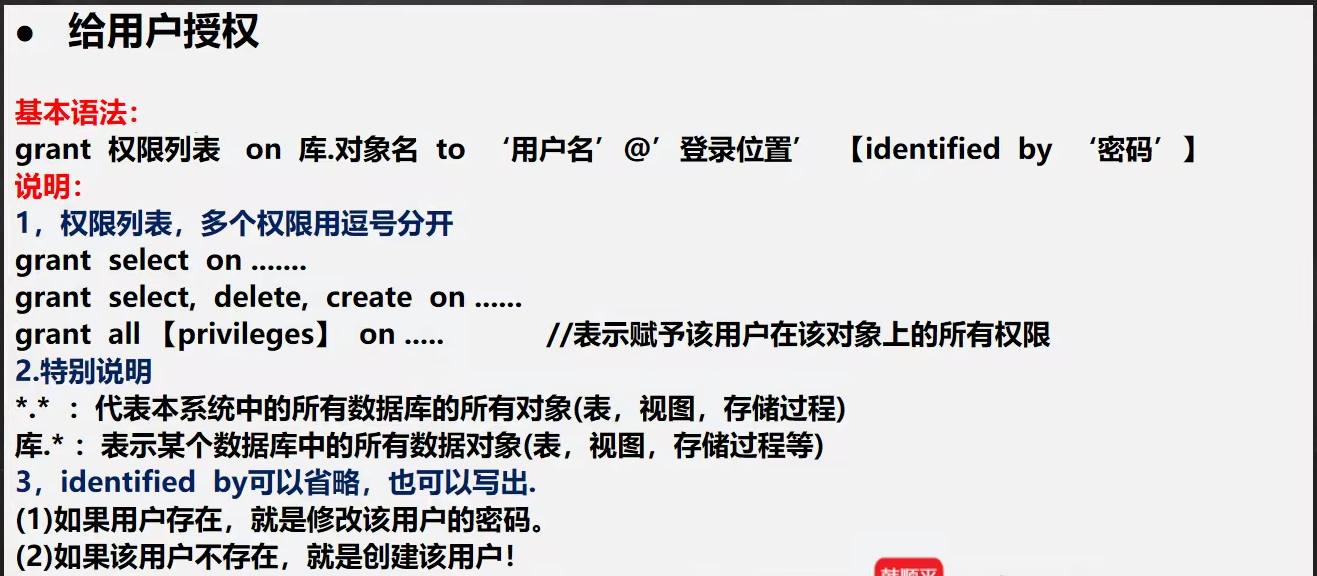 ● 给用户授权
基本语法：
grant 权限列表 on 库.对象名 to ‘用户名’ @’ 登录位置’ 【identified by ‘密码’ 】
说明：
1，权限列表，多个权限用逗号分开
grant select on .......
grant select, delete, create on ......
grant all 【privileges】 on ..... //表示赋予该用户在该对象上的所有权限
2.特别说明
*.* ：代表本系统中的所有数据库的所有对象(表，视图，存储过程)
库.* ：表示某个数据库中的所有数据对象(表，视图，存储过程等)
3，identified by可以省略，也可以写出.
(1)如果用户存在，就是修改该用户的密码。
(2)如果该用户不存在，就是创建该用户！
韩顺平